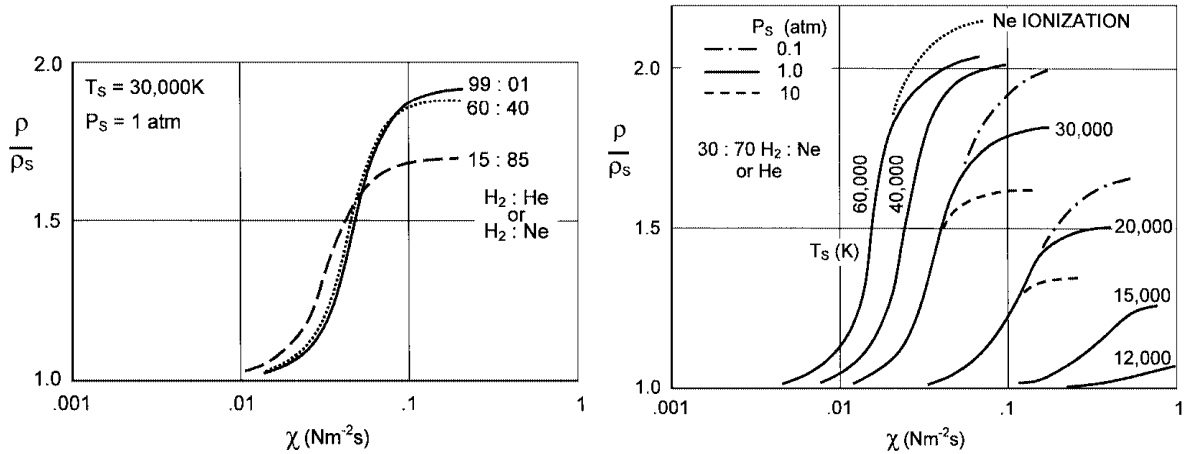 T_S = 30,000K
P_S = 1 atm
2.0
99 : 01
60 : 40
ρ
ρ_S
15 : 85
H₂ : He
or
H₂ : Ne
1.5
1.0
.001
.01
.1
1
χ (Nm⁻²s)
Ne IONIZATION
P_S (atm)
0.1
1.0
10
2.0
30 : 70 H₂ : Ne
or He
ρ
ρ_S
60,000
40,000
30,000
1.5
T_S (K)
20,000
15,000
12,000
1.0
.001
.01
.1
1
χ (Nm⁻²s)